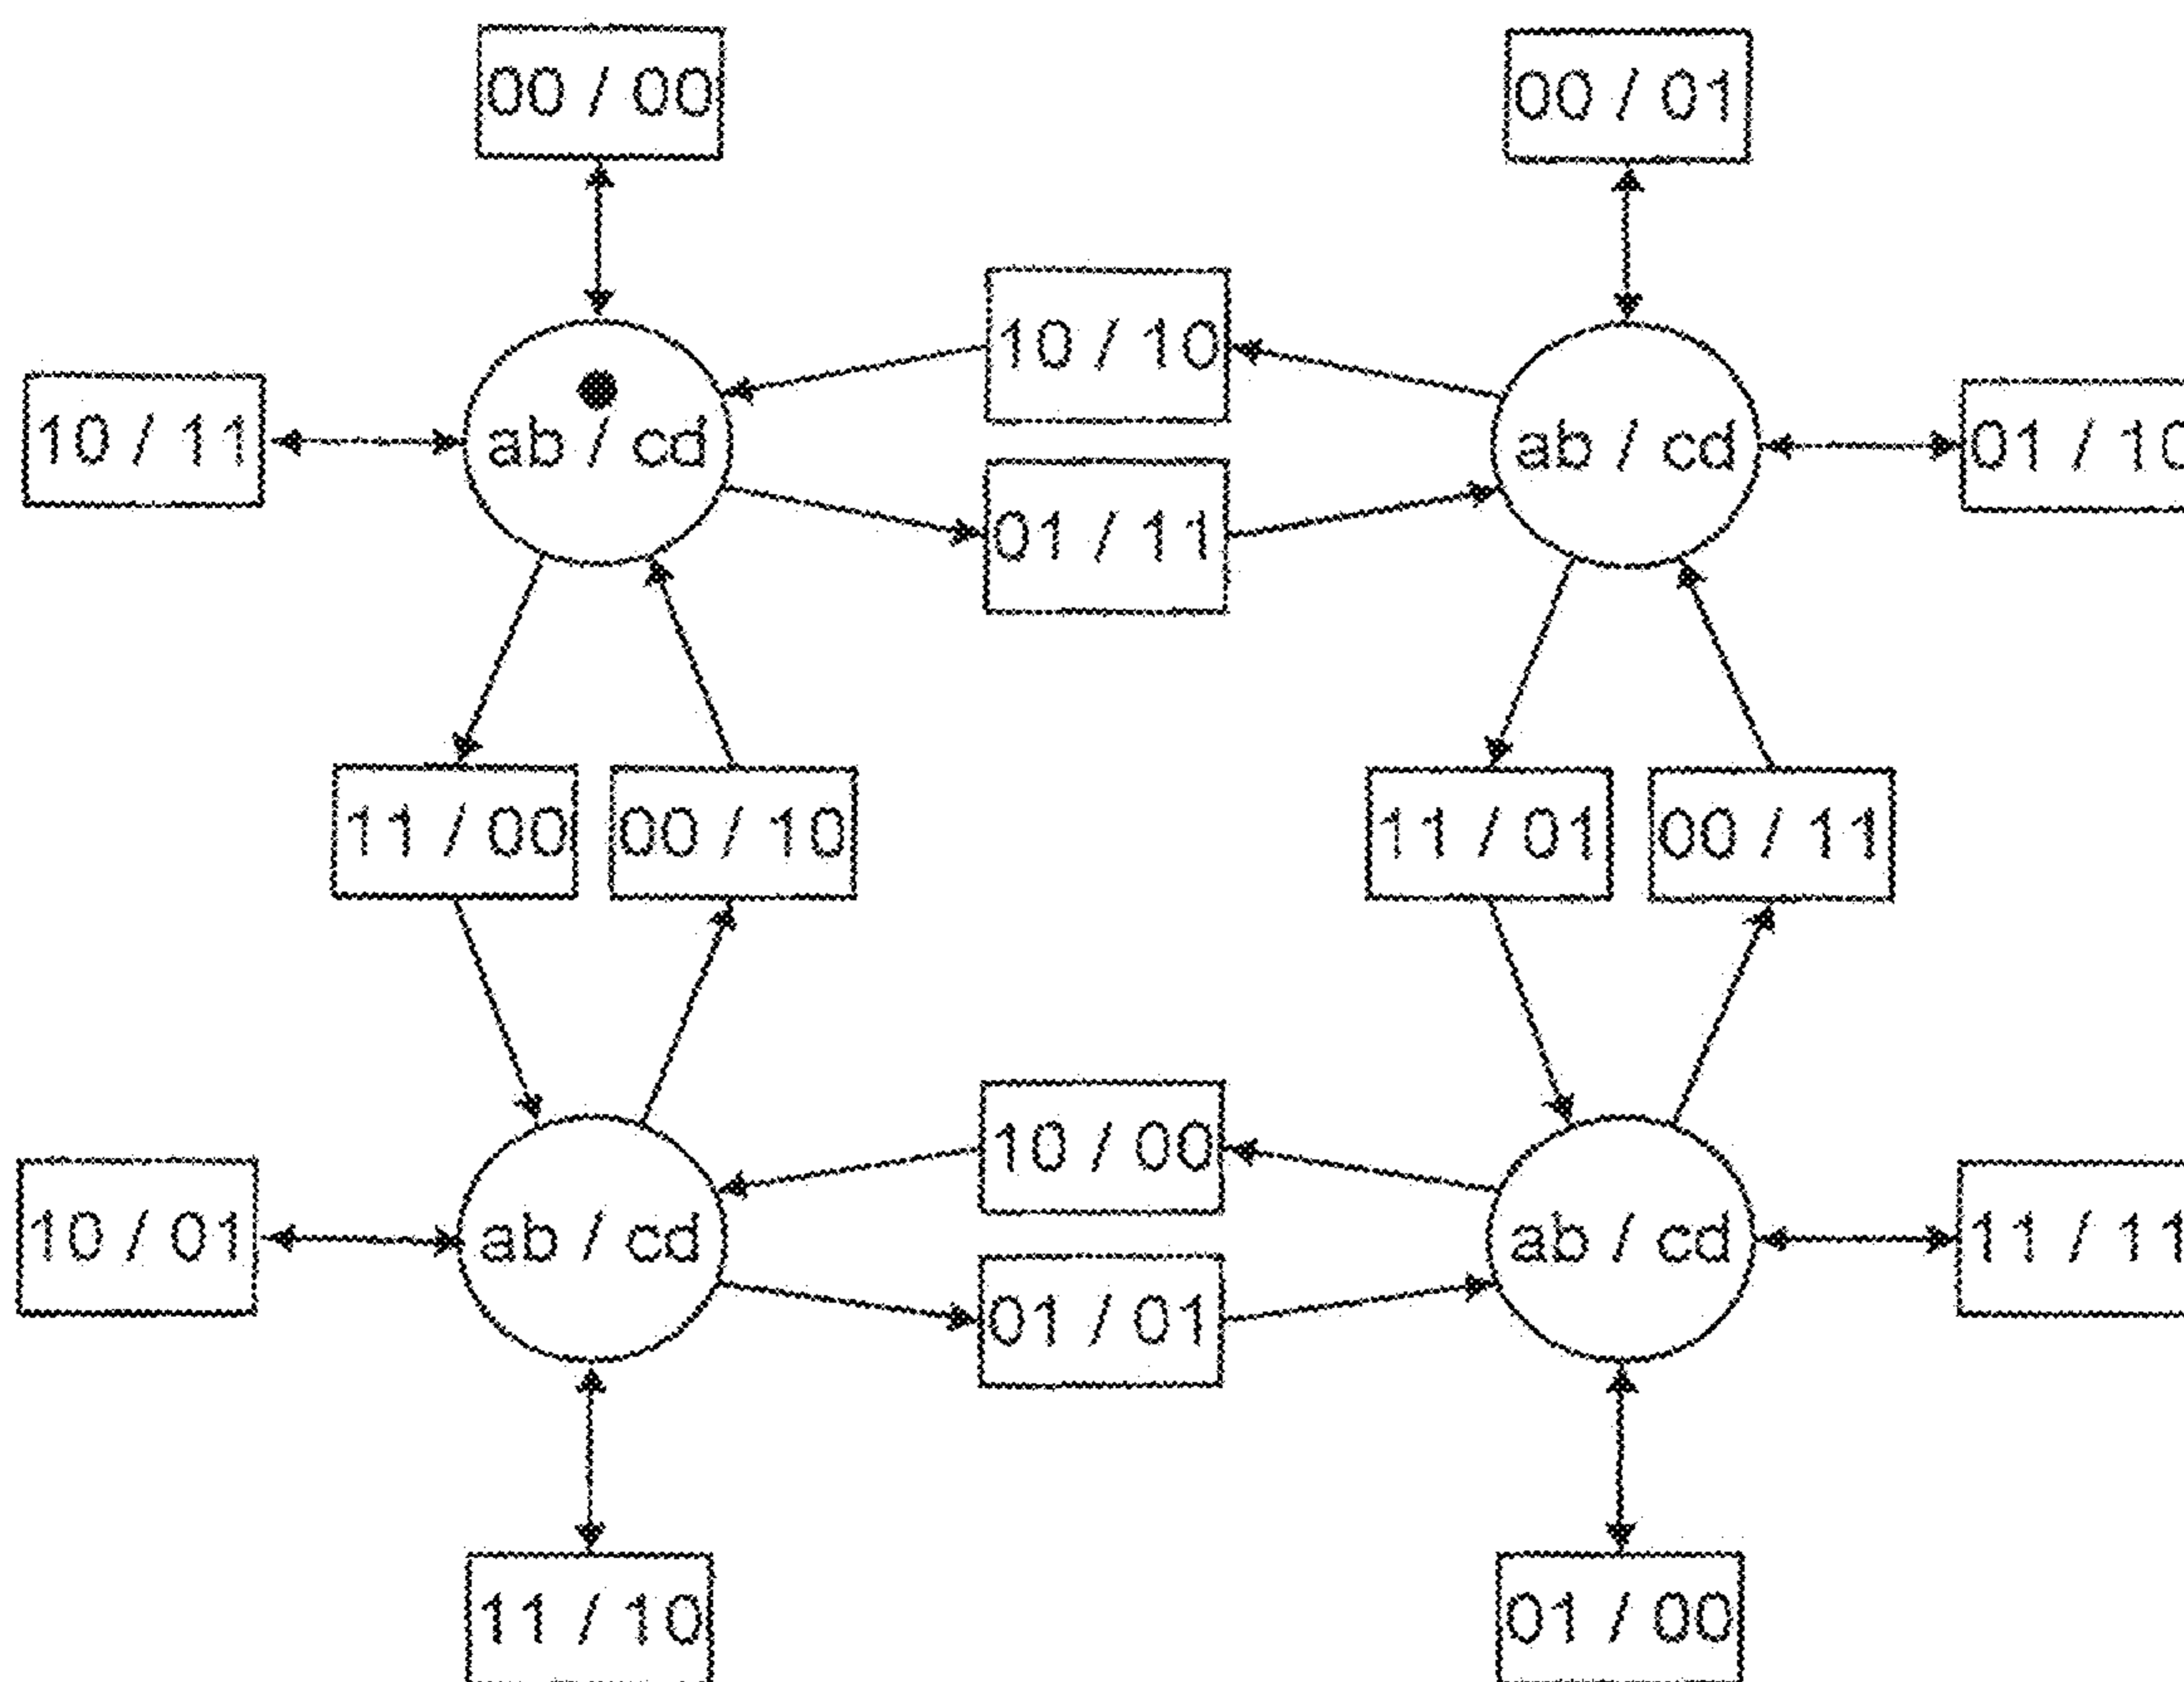 00 / 00
00 / 01
10 / 10
10 / 11
ab / cd
ab / cd
01 / 10
01 / 11
11 / 00
00 / 10
11 / 01
00 / 11
10 / 00
10 / 01
ab / cd
ab / cd
11 / 11
01 / 01
11 / 10
01 / 00